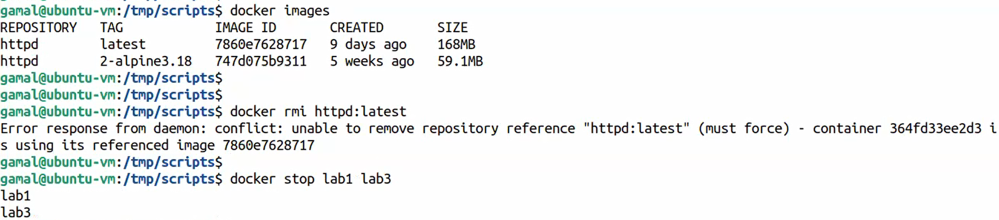 gamal@ubuntu-vm:/tmp/scripts$ docker images
REPOSITORY   TAG            IMAGE ID       CREATED       SIZE
httpd        latest         7860e7628717   9 days ago    168MB
httpd        2-alpine3.18   747d075b9311   5 weeks ago   59.1MB
gamal@ubuntu-vm:/tmp/scripts$
gamal@ubuntu-vm:/tmp/scripts$
gamal@ubuntu-vm:/tmp/scripts$ docker rmi httpd:latest
Error response from daemon: conflict: unable to remove repository reference "httpd:latest" (must force) - container 364fd33ee2d3 i
s using its referenced image 7860e7628717
gamal@ubuntu-vm:/tmp/scripts$
gamal@ubuntu-vm:/tmp/scripts$ docker stop lab1 lab3
lab1
lab3